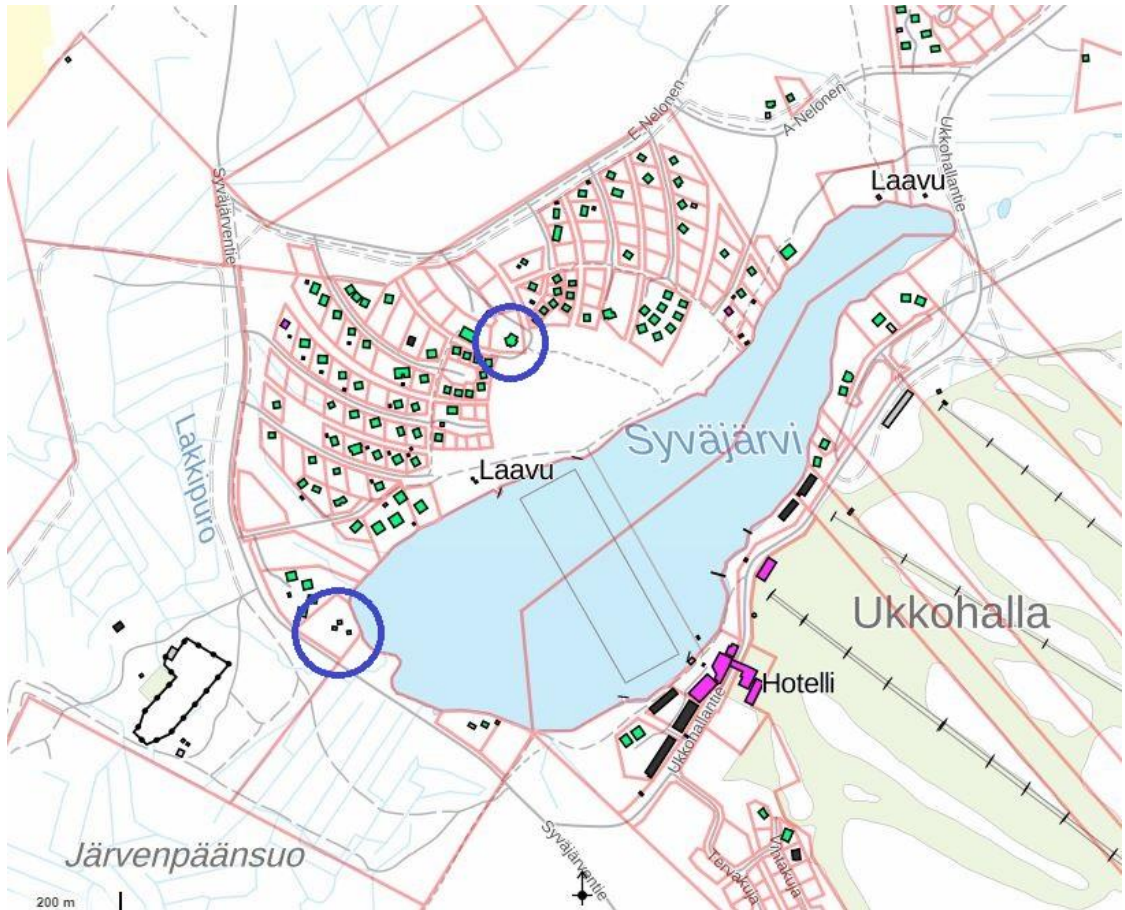 E-Nelonen
A-Nelonen
Ukkohallantie
Laavu
Syväjärventie
Lakkipuro
Syväjärvi
Laavu
Ukkohalla
Hotelli
Ukkohallantie
Syväjärventie
Tervakuja
Järvenpäänsuo
200 m